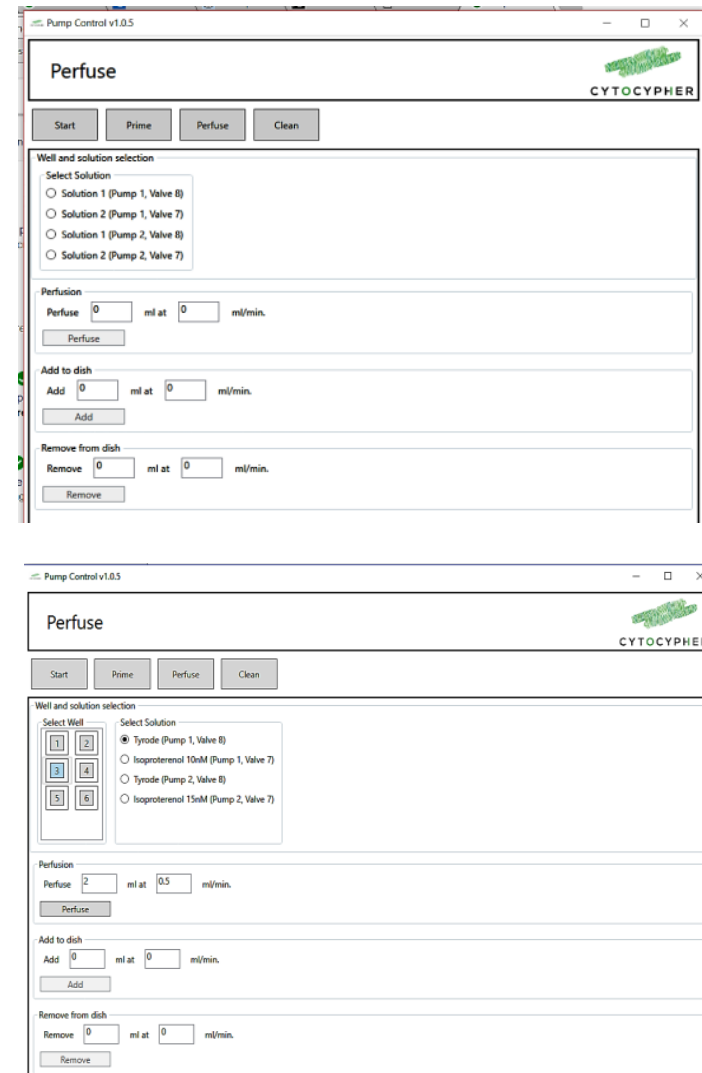 Pump Control v1.0.5
Perfuse
CYTOCYPHER
Start Prime Perfuse Clean
Well and solution selection
Select Solution
Solution 1 (Pump 1, Valve 8)
Solution 2 (Pump 1, Valve 7)
Solution 1 (Pump 2, Valve 8)
Solution 2 (Pump 2, Valve 7)
Perfusion
Perfuse 0 ml at 0 ml/min.
Perfuse
Add to dish
Add 0 ml at 0 ml/min.
Add
Remove from dish
Remove 0 ml at 0 ml/min.
Remove
Pump Control v1.0.5
Perfuse
CYTOCYPHE
Start Prime Perfuse Clean
Well and solution selection
Select Well Select Solution
1 2 Tyrode (Pump 1, Valve 8)
Isoproterenol 10nM (Pump 1, Valve 7)
3 4 Tyrode (Pump 2, Valve 8)
5 6 Isoproterenol 15nM (Pump 2, Valve 7)
Perfusion
Perfuse 2 ml at 0.5 ml/min.
Perfuse
Add to dish
Add 0 ml at 0 ml/min.
Add
Remove from dish
Remove 0 ml at 0 ml/min.
Remove